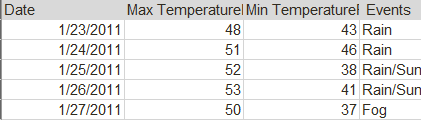 Date Max Temperature Min Temperature Events
1/23/2011 48 43 Rain
1/24/2011 51 46 Rain
1/25/2011 52 38 Rain/Sun
1/26/2011 53 41 Rain/Sun
1/27/2011 50 37 Fog